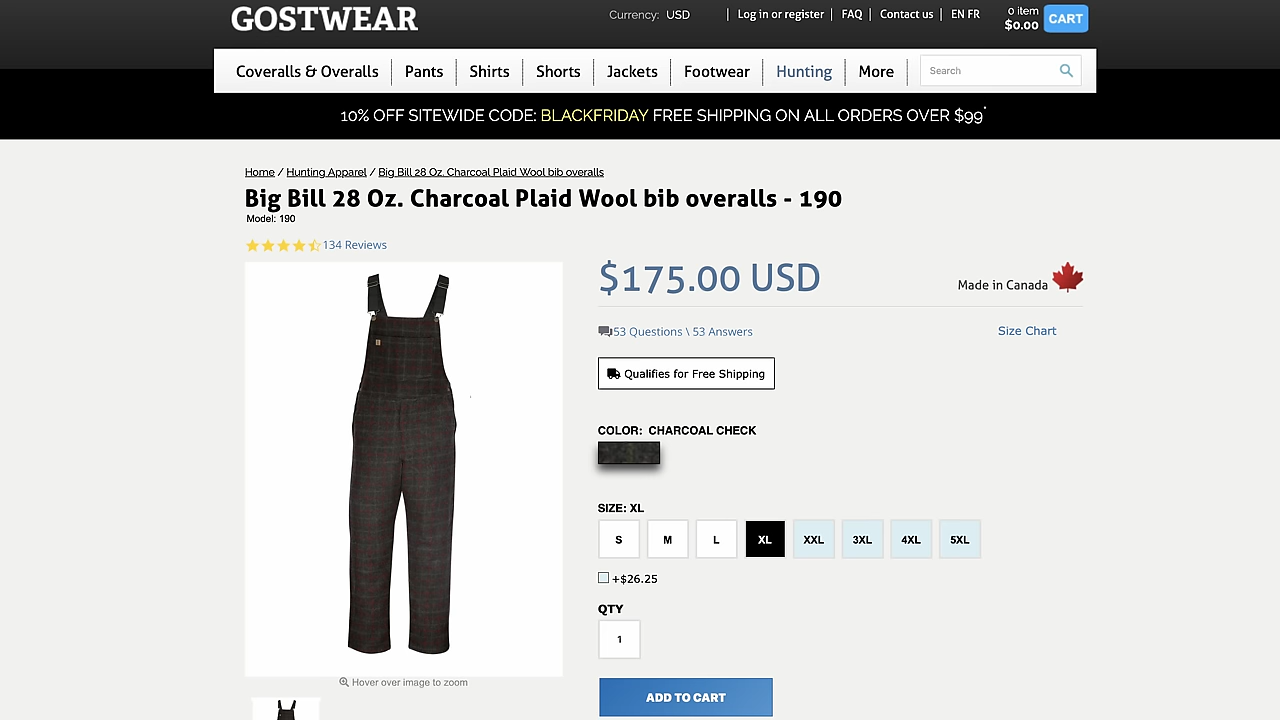 GOSTWEAR
Currency: USD
Log in or register
FAQ
Contact us
EN FR
0 item
$0.00
CART
Coveralls & Overalls
Pants
Shirts
Shorts
Jackets
Footwear
Hunting
More
Search
10% OFF SITEWIDE CODE: BLACKFRIDAY FREE SHIPPING ON ALL ORDERS OVER $99*
Home / Hunting Apparel / Big Bill 28 Oz. Charcoal Plaid Wool bib overalls
Big Bill 28 Oz. Charcoal Plaid Wool bib overalls - 190
Model: 190
134 Reviews
$175.00 USD
Made in Canada
53 Questions \ 53 Answers
Size Chart
Qualifies for Free Shipping
COLOR: CHARCOAL CHECK
SIZE: XL
S
M
L
XL
XXL
3XL
4XL
5XL
+$26.25
QTY
1
Hover over image to zoom
ADD TO CART